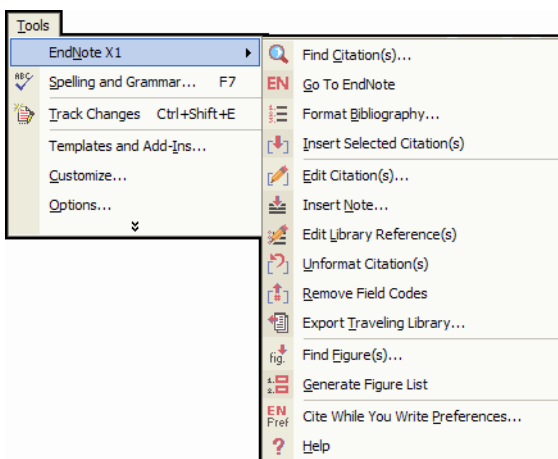 Tools
EndNote X1
ABC
Spelling and Grammar... F7
Track Changes Ctrl+Shift+E
Templates and Add-Ins...
Customize...
Options...
Find Citation(s)...
EN Go To EndNote
Format Bibliography...
Insert Selected Citation(s)
Edit Citation(s)...
Insert Note...
Edit Library Reference(s)
Unformat Citation(s)
# Remove Field Codes
Export Traveling Library...
fig. Find Figure(s)...
1.
2.
Generate Figure List
EN
Pref
Cite While You Write Preferences...
? Help